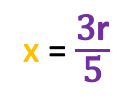 x = 3r/5